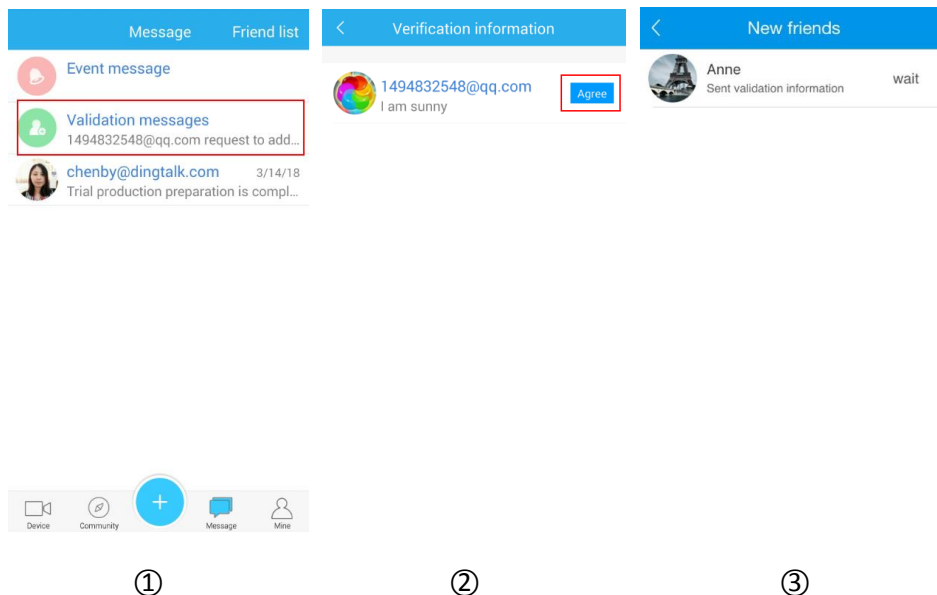 Message Friend list
Event message
Validation messages
1494832548@qq.com request to add...
chenby@dingtalk.com 3/14/18
Trial production preparation is compl...
Device Community + Message Mine
①
Verification information
1494832548@qq.com
I am sunny
Agree
②
New friends
Anne
Sent validation information
wait
③